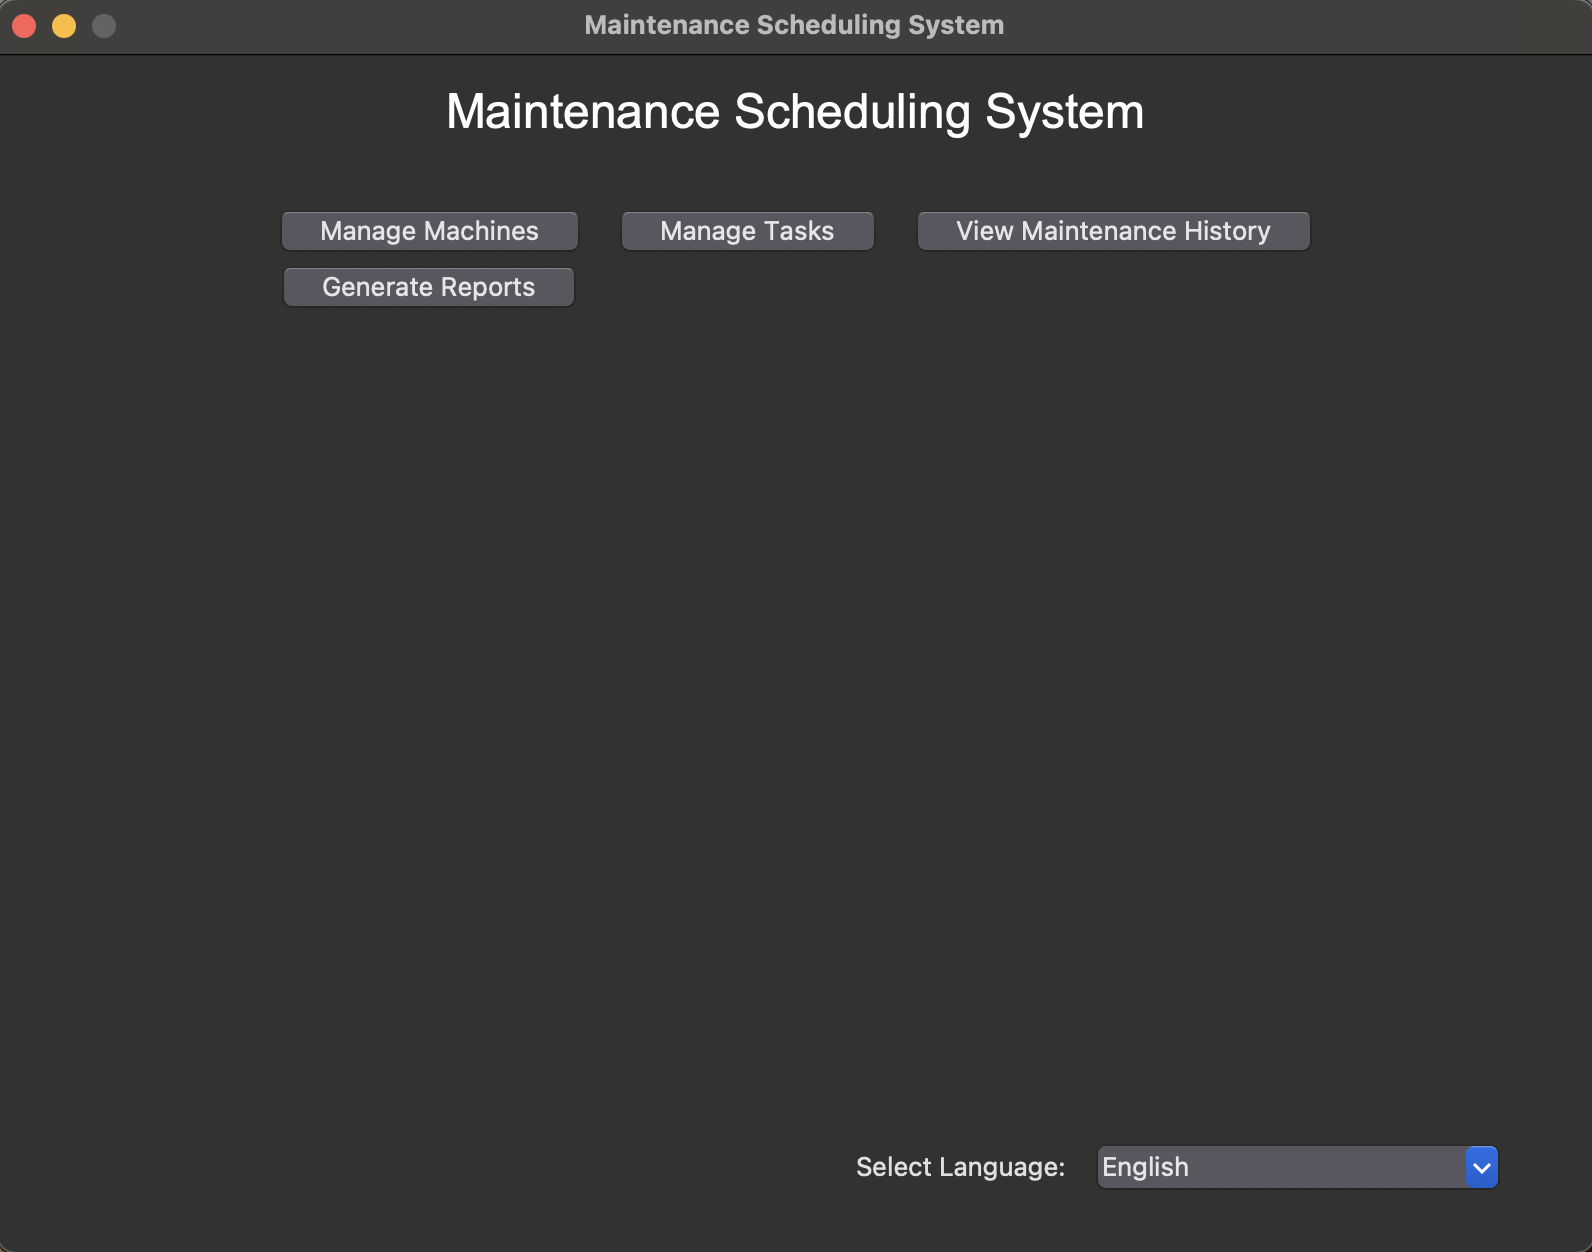 Maintenance Scheduling System
Maintenance Scheduling System
Manage Machines Manage Tasks View Maintenance History
Generate Reports
Select Language: English